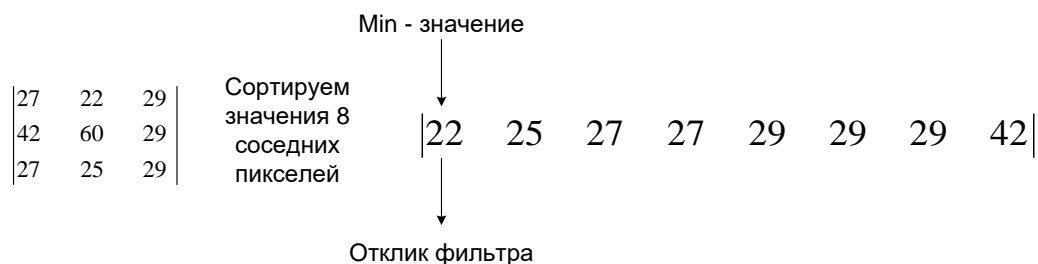 Min - значение
|27 22 29|
|42 60 29|
|27 25 29|
Сортируем
значения 8
соседних
пикселей
|22 25 27 27 29 29 29 42|
Отклик фильтра